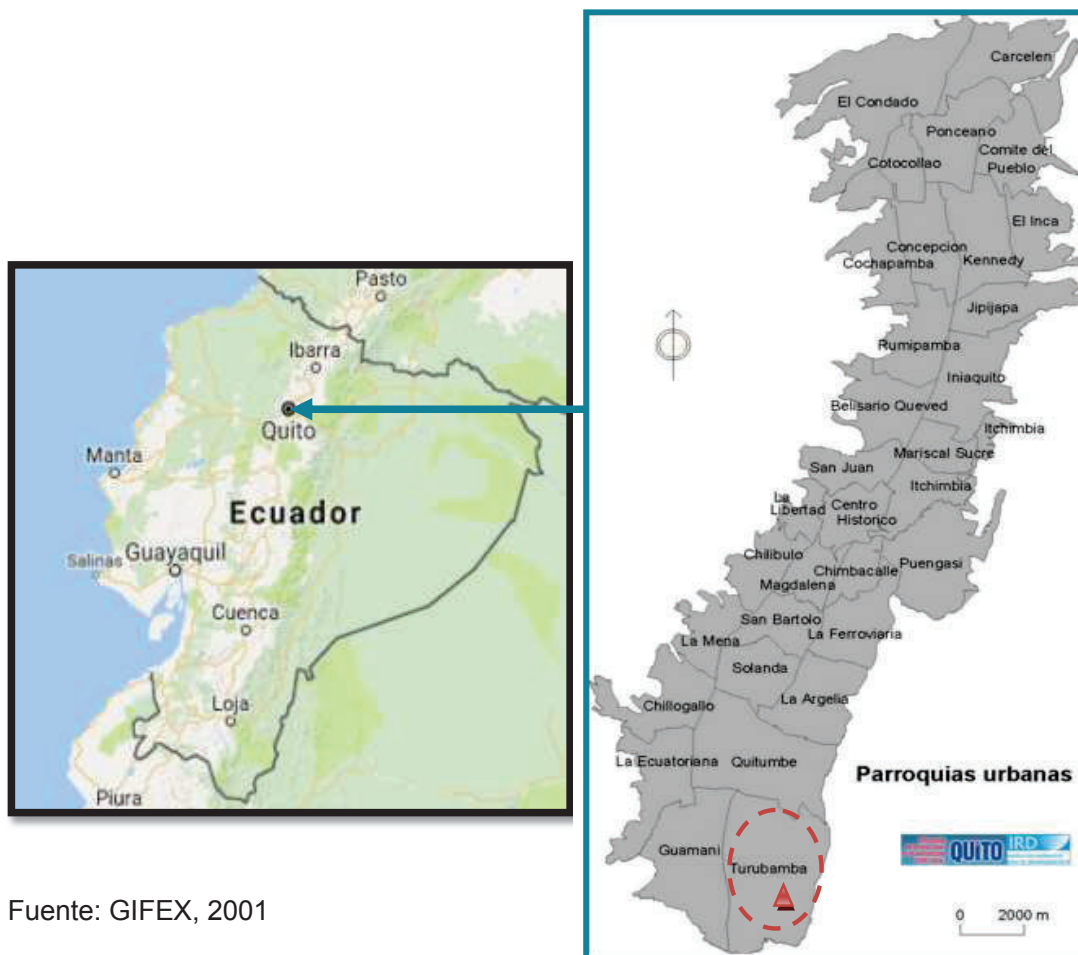 Pasto
Ibarra
Quito
Manta
Ecuador
Salinas
Guayaquil
Cuenca
Loja
Piura
Fuente: GIFEX, 2001
Carcelen
El Condado
Ponceano
Comite del
Pueblo
Cotocollao
El Inca
Concepcion
Cochapamba
Kennedy
Jipijapa
Rumipamba
Iniaquito
Belisario Queved
Itchimbia
Mariscal Sucre
San Juan
Itchimbia
La
Libertad
Centro
Historico
Chilibulo
Chimbacalle
Puengasi
Magdalena
San Bartolo
La Ferroviaria
La Mena
Solanda
La Argelia
Chillogallo
La Ecuatoriana
Quitumbe
Parroquias urbanas
Guamani
Turubamba
QUITO
IRD
0 2000 m